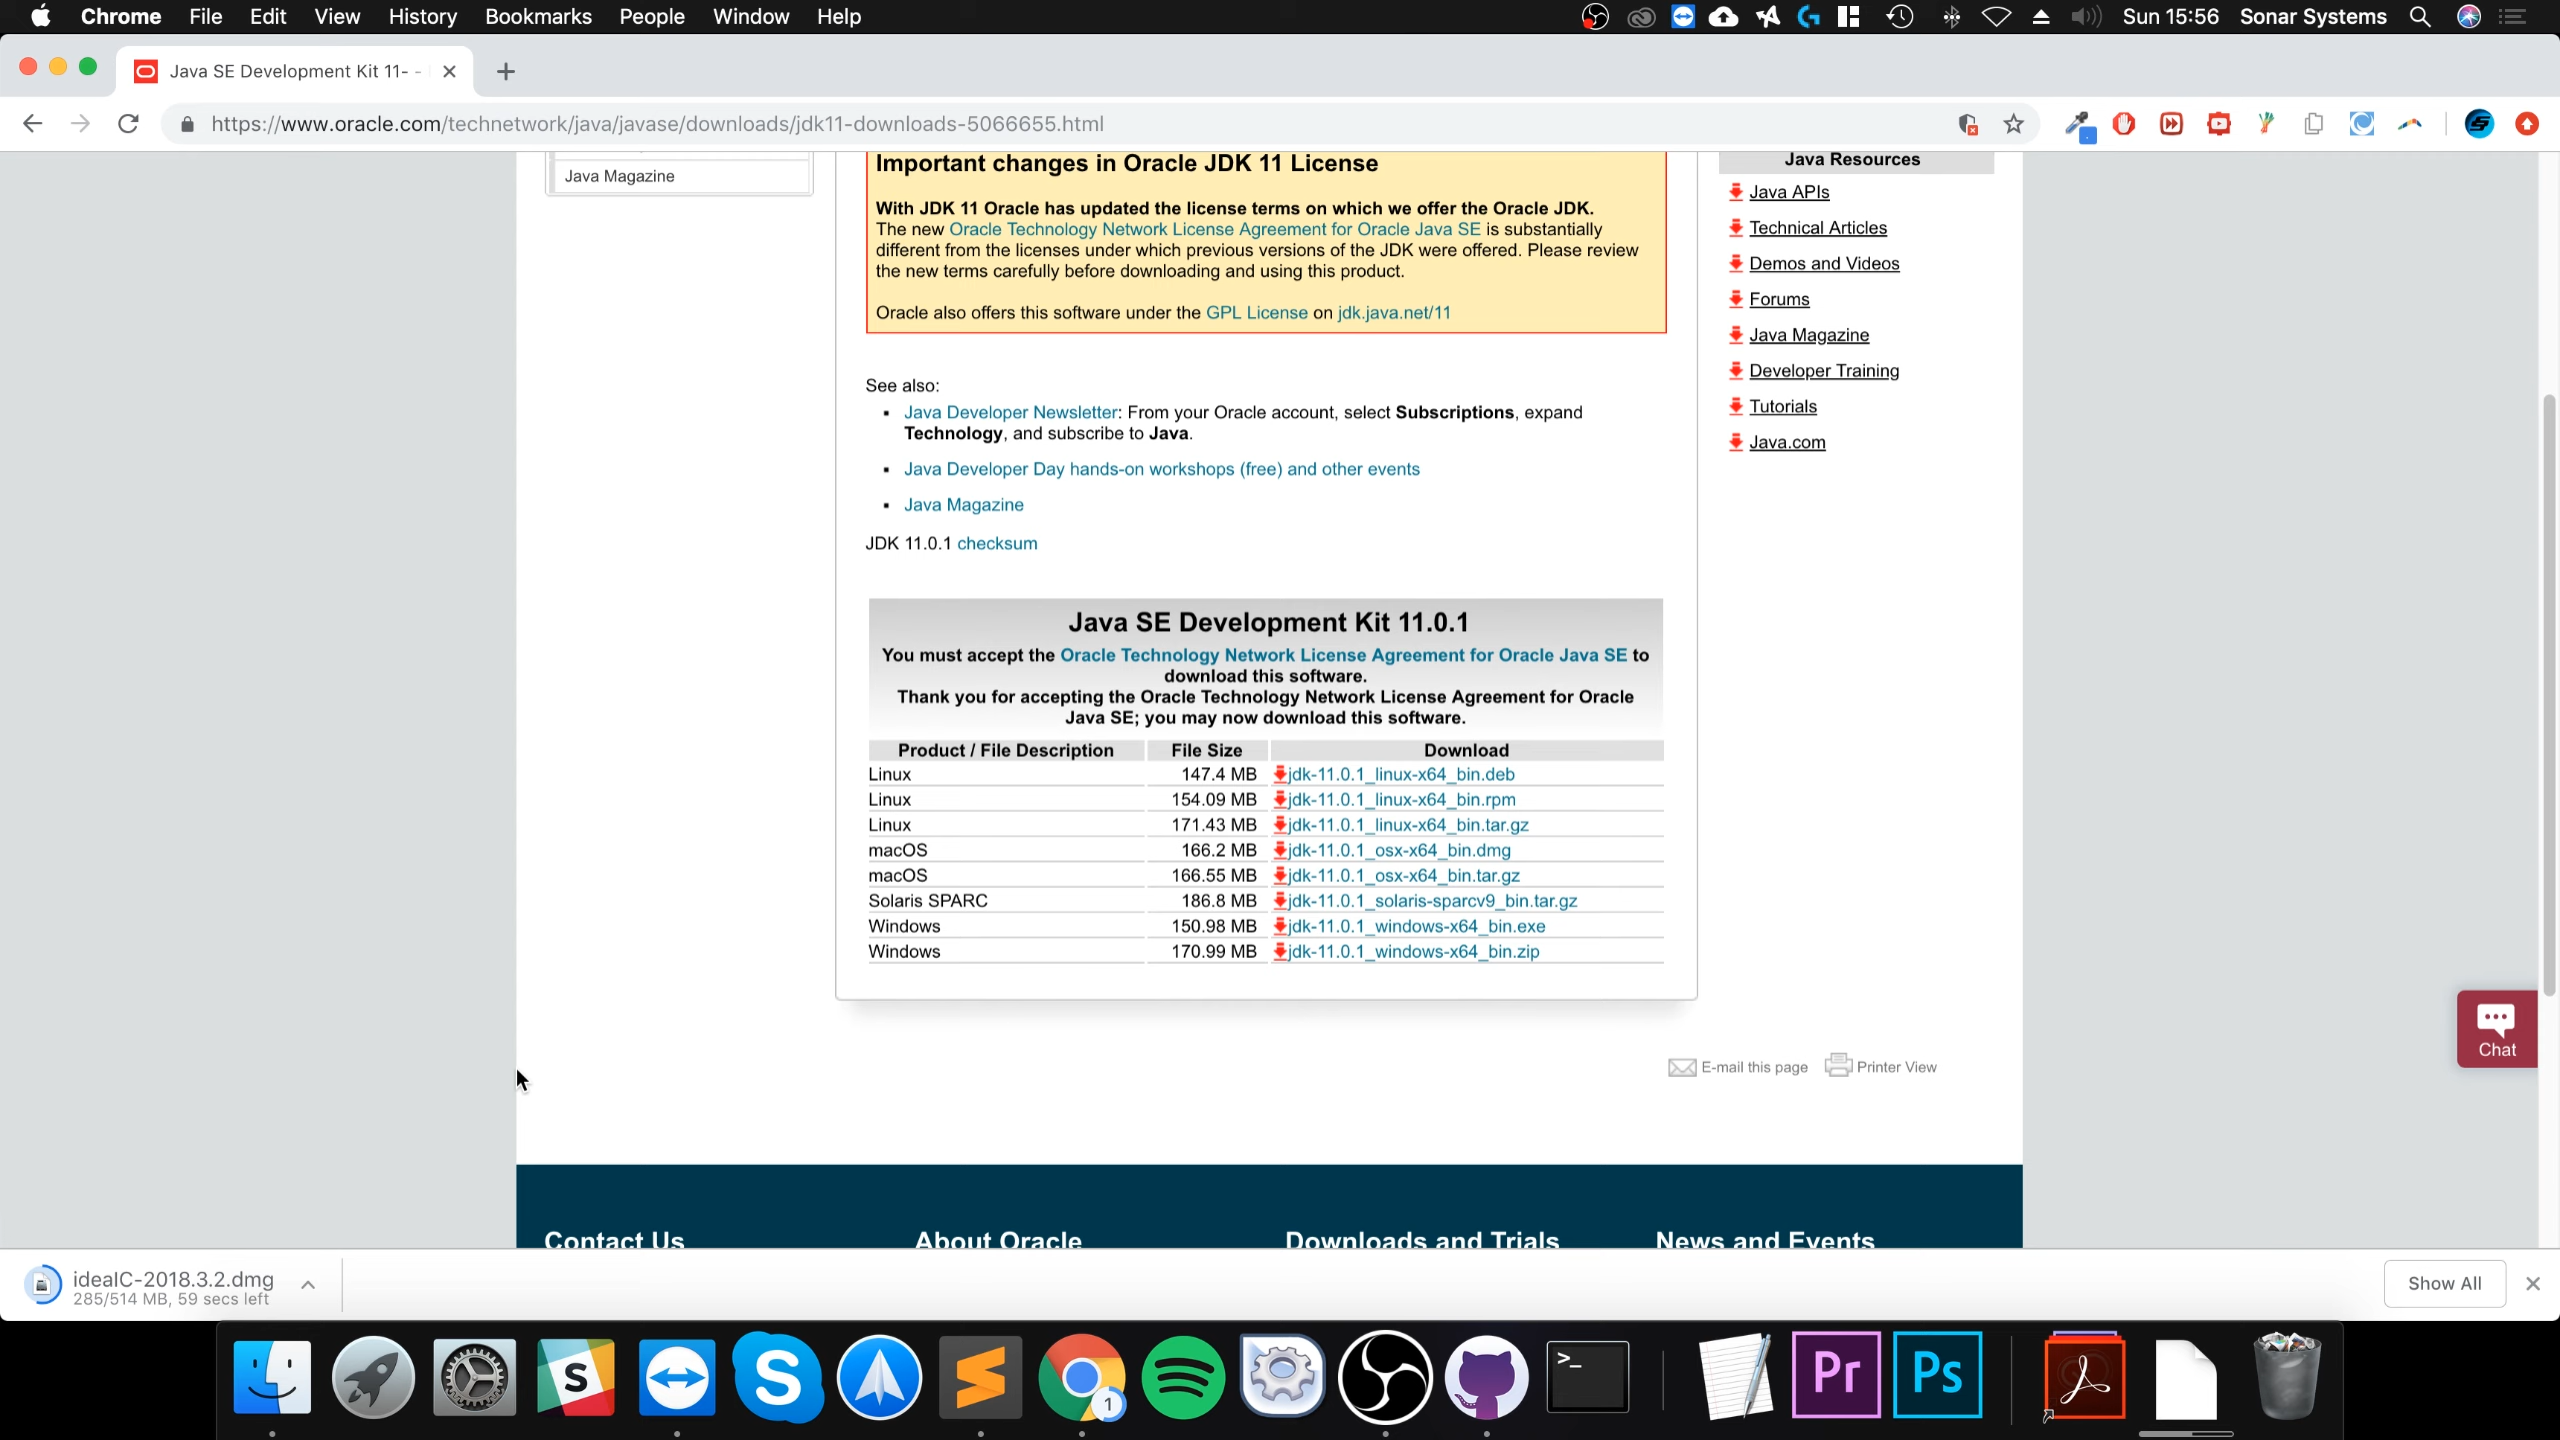 Chrome File Edit View History Bookmarks People Window Help
Sun 15:56 Sonar Systems
Java SE Development Kit 11- -
https://www.oracle.com/technetwork/java/javase/downloads/jdk11-downloads-5066655.html
Java Magazine
Important changes in Oracle JDK 11 License
With JDK 11 Oracle has updated the license terms on which we offer the Oracle JDK.
The new Oracle Technology Network License Agreement for Oracle Java SE is substantially
different from the licenses under which previous versions of the JDK were offered. Please review
the new terms carefully before downloading and using this product.
Oracle also offers this software under the GPL License on jdk.java.net/11
See also:
Java Developer Newsletter: From your Oracle account, select Subscriptions, expand
Technology, and subscribe to Java.
Java Developer Day hands-on workshops (free) and other events
Java Magazine
JDK 11.0.1 checksum
Java SE Development Kit 11.0.1
You must accept the Oracle Technology Network License Agreement for Oracle Java SE to
download this software.
Thank you for accepting the Oracle Technology Network License Agreement for Oracle
Java SE; you may now download this software.
Product / File Description File Size Download
Linux 147.4 MB jdk-11.0.1_linux-x64_bin.deb
Linux 154.09 MB jdk-11.0.1_linux-x64_bin.rpm
Linux 171.43 MB jdk-11.0.1_linux-x64_bin.tar.gz
macOS 166.2 MB jdk-11.0.1_osx-x64_bin.dmg
macOS 166.55 MB jdk-11.0.1_osx-x64_bin.tar.gz
Solaris SPARC 186.8 MB jdk-11.0.1_solaris-sparcv9_bin.tar.gz
Windows 150.98 MB jdk-11.0.1_windows-x64_bin.exe
Windows 170.99 MB jdk-11.0.1_windows-x64_bin.zip
Java Resources
Java APIs
Technical Articles
Demos and Videos
Forums
Java Magazine
Developer Training
Tutorials
Java.com
Chat
E-mail this page Printer View
Contact Us About Oracle Downloads and Trials News and Events
ideaIC-2018.3.2.dmg
285/514 MB, 59 secs left
Show All
S
S
1
>_
Pr
Ps